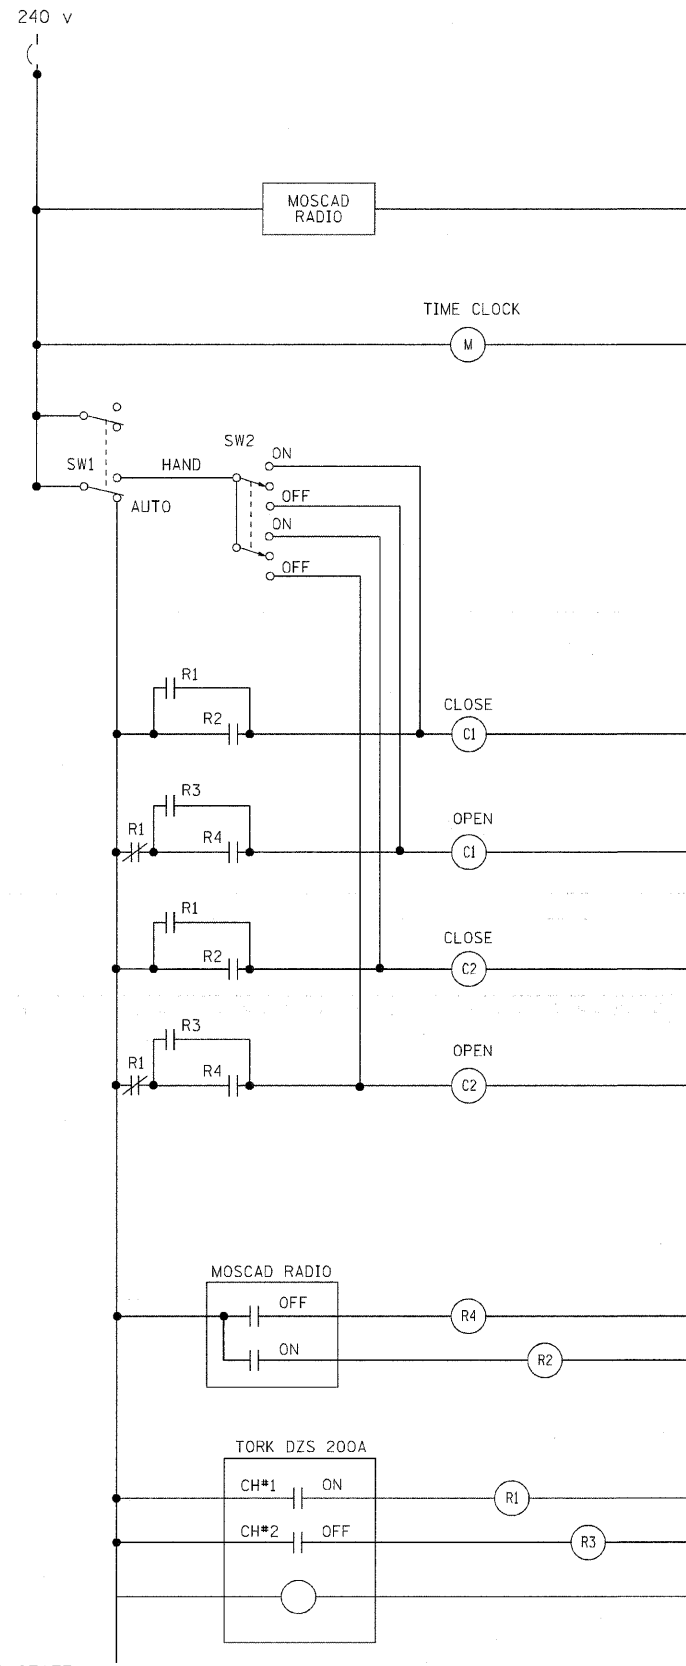 240 v
MOSCAD
RADIO
TIME CLOCK
M
SW2
ON
SW1
HAND
OFF
AUTO
ON
OFF
R1
CLOSE
R2
C1
R3
OPEN
R1
R4
C1
R1
CLOSE
R2
C2
R3
OPEN
R1
R4
C2
MOSCAD RADIO
OFF
R4
ON
R2
TORK DZS 200A
CH#1 ON
R1
CH#2 OFF
R3